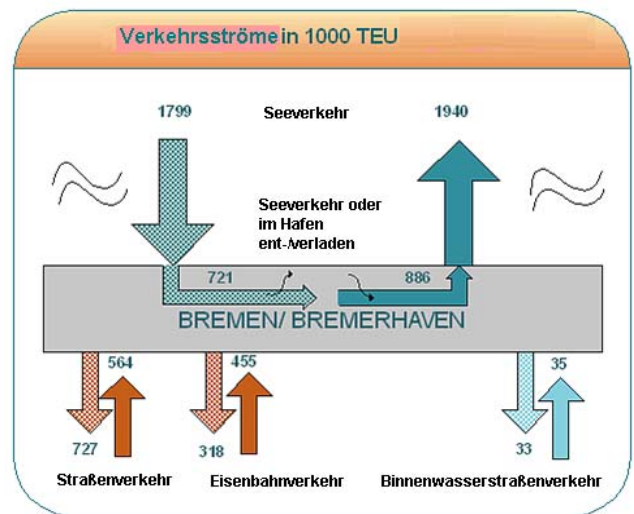 Verkehrsströme in 1000 TEU
1799 Seeverkehr 1940
Seeverkehr oder
im Hafen
ent-/verladen
721 886
BREMEN/ BREMERHAVEN
564 455 35
727 318 33
Straßenverkehr Eisenbahnverkehr Binnenwasserstraßenverkehr